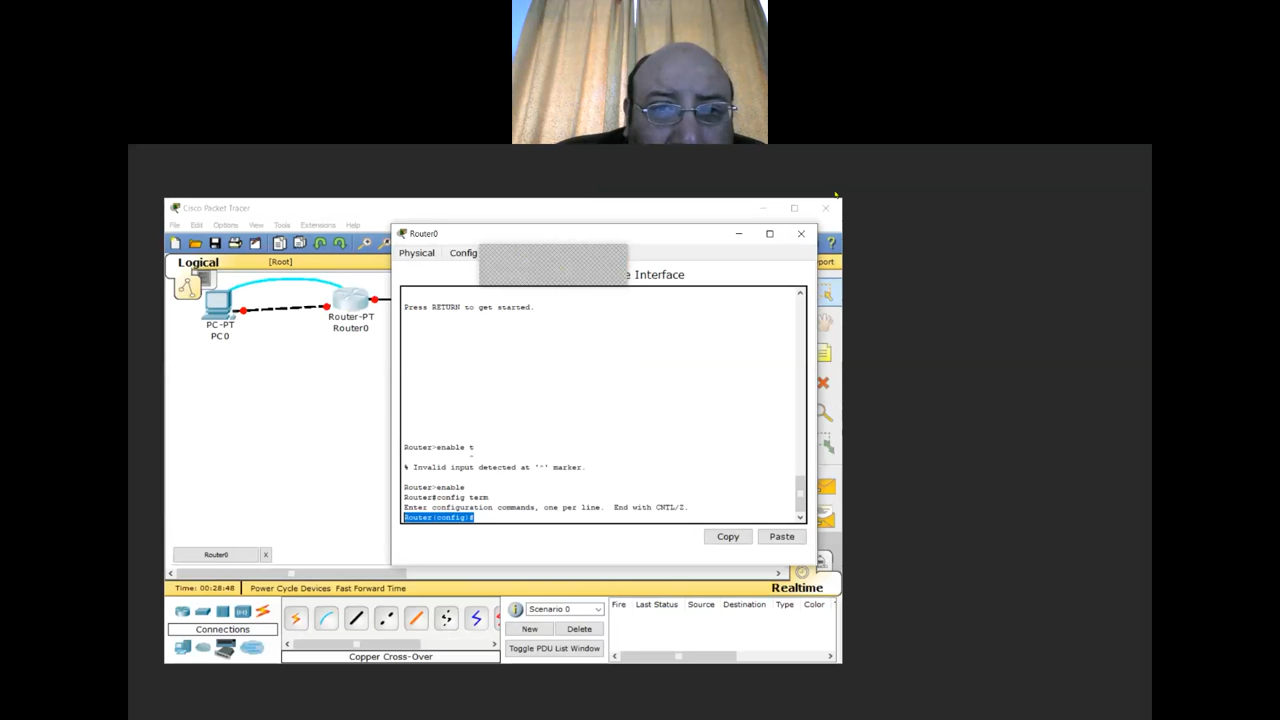 Cisco Packet Tracer
File Edit Options View Tools Extensions Help
Logical [Root] port
Router0
Physical Config
e Interface
Press RETURN to get started.
Router>enable t
^
% Invalid input detected at '^' marker.
Router>enable
Router#config term
Enter configuration commands, one per line. End with CNTL/Z.
Router(config)#
Copy Paste
PC-PT
PC0
Router-PT
Router0
Router0 X
Time: 00:28:48 Power Cycle Devices Fast Forward Time Realtime
Connections
Copper Cross-Over
Scenario 0
New Delete
Toggle PDU List Window
Fire Last Status Source Destination Type Color